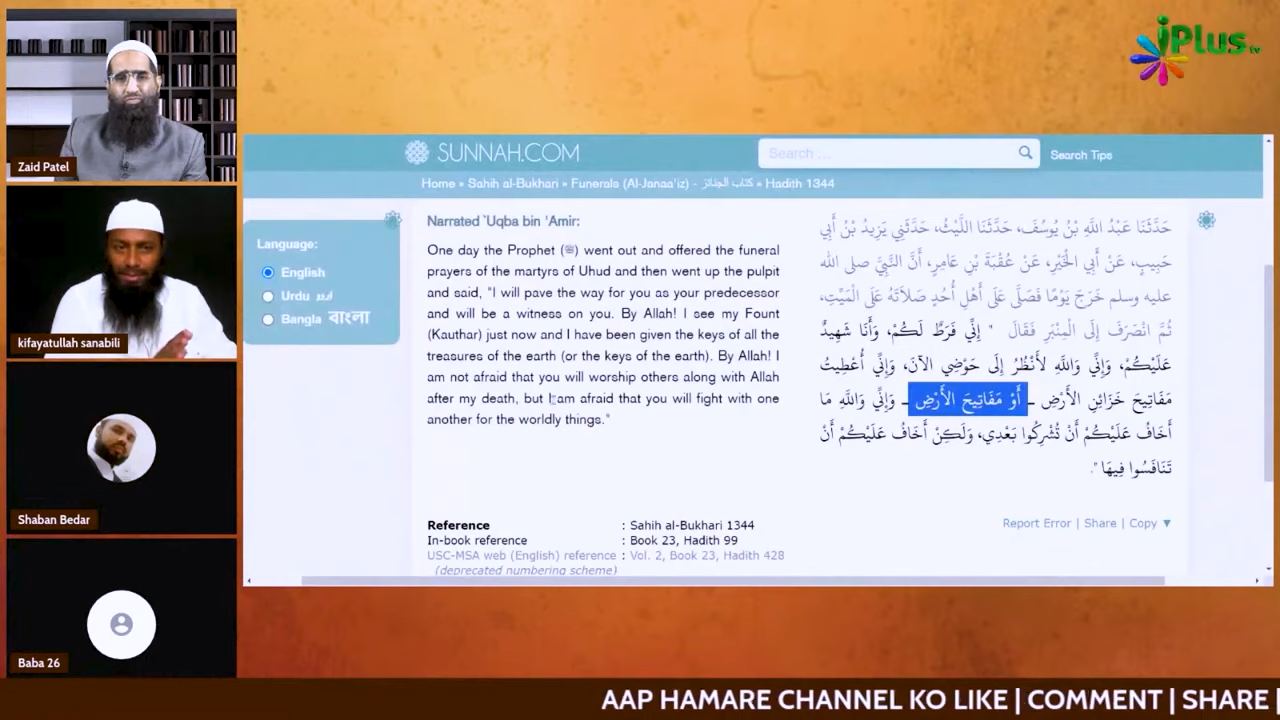 iPlus tv
Zaid Patel
kifayatullah sanabili
Shaban Bedar
Baba 26
SUNNAH.COM
Search ...
Search Tips
Home » Sahih al-Bukhari » Funerals (Al-Janaa'iz) - كتاب الجنائز » Hadith 1344
Language:
English
Urdu اردو
Bangla বাংলা
Narrated `Uqba bin 'Amir:
One day the Prophet (ﷺ) went out and offered the funeral
prayers of the martyrs of Uhud and then went up the pulpit
and said, "I will pave the way for you as your predecessor
and will be a witness on you. By Allah! I see my Fount
(Kauthar) just now and I have been given the keys of all the
treasures of the earth (or the keys of the earth). By Allah! I
am not afraid that you will worship others along with Allah
after my death, but I am afraid that you will fight with one
another for the worldly things."
حَدَّثَنَا عَبْدُ اللَّهِ بْنُ يُوسُفَ، حَدَّثَنَا اللَّيْثُ، حَدَّثَنِي يَزِيدُ بْنُ أَبِي
حَبِيبٍ، عَنْ أَبِي الْخَيْرِ، عَنْ عُقْبَةَ بْنِ عَامِرٍ، أَنَّ النَّبِيَّ صلى الله
عليه وسلم خَرَجَ يَوْمًا فَصَلَّى عَلَى أَهْلِ أُحُدٍ صَلاَتَهُ عَلَى الْمَيِّتِ،
ثُمَّ انْصَرَفَ إِلَى الْمِنْبَرِ فَقَالَ ‏"‏ إِنِّي فَرَطٌ لَكُمْ، وَأَنَا شَهِيدٌ
عَلَيْكُمْ، وَإِنِّي وَاللَّهِ لأَنْظُرُ إِلَى حَوْضِي الآنَ، وَإِنِّي أُعْطِيتُ
مَفَاتِيحَ خَزَائِنِ الأَرْضِ ـ أَوْ مَفَاتِيحَ الأَرْضِ ـ وَإِنِّي وَاللَّهِ مَا
أَخَافُ عَلَيْكُمْ أَنْ تُشْرِكُوا بَعْدِي، وَلَكِنْ أَخَافُ عَلَيْكُمْ أَنْ
تَنَافَسُوا فِيهَا ‏"‏‏.‏
Reference : Sahih al-Bukhari 1344
In-book reference : Book 23, Hadith 99
USC-MSA web (English) reference : Vol. 2, Book 23, Hadith 428
(deprecated numbering scheme)
Report Error | Share | Copy ▼
AAP HAMARE CHANNEL KO LIKE | COMMENT | SHARE |